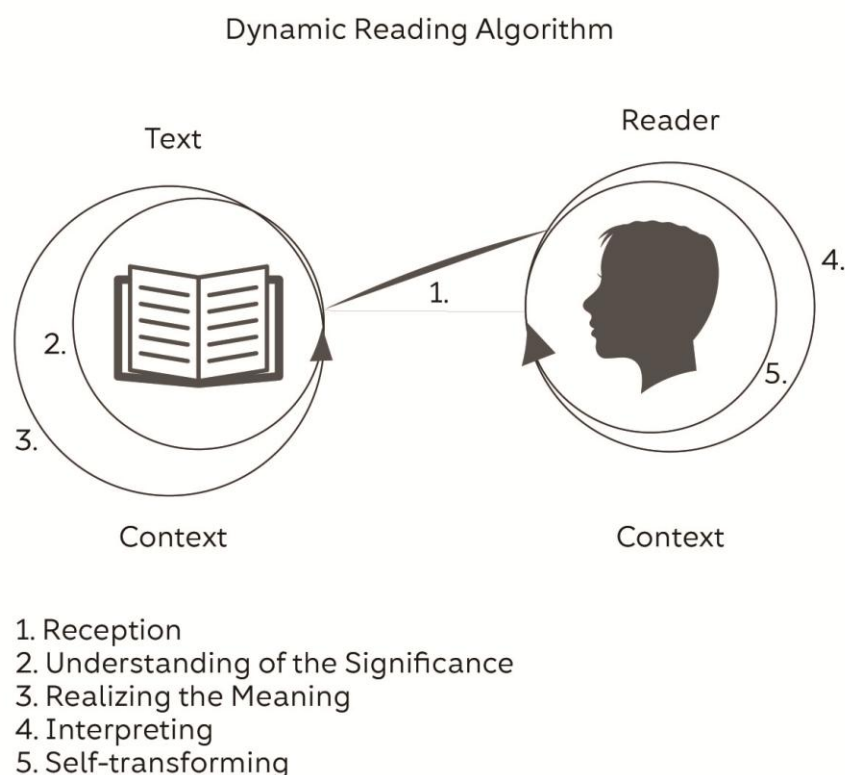 Dynamic Reading Algorithm
Text
Reader
1.
2.
3.
4.
5.
Context
Context
1. Reception
2. Understanding of the Significance
3. Realizing the Meaning
4. Interpreting
5. Self-transforming